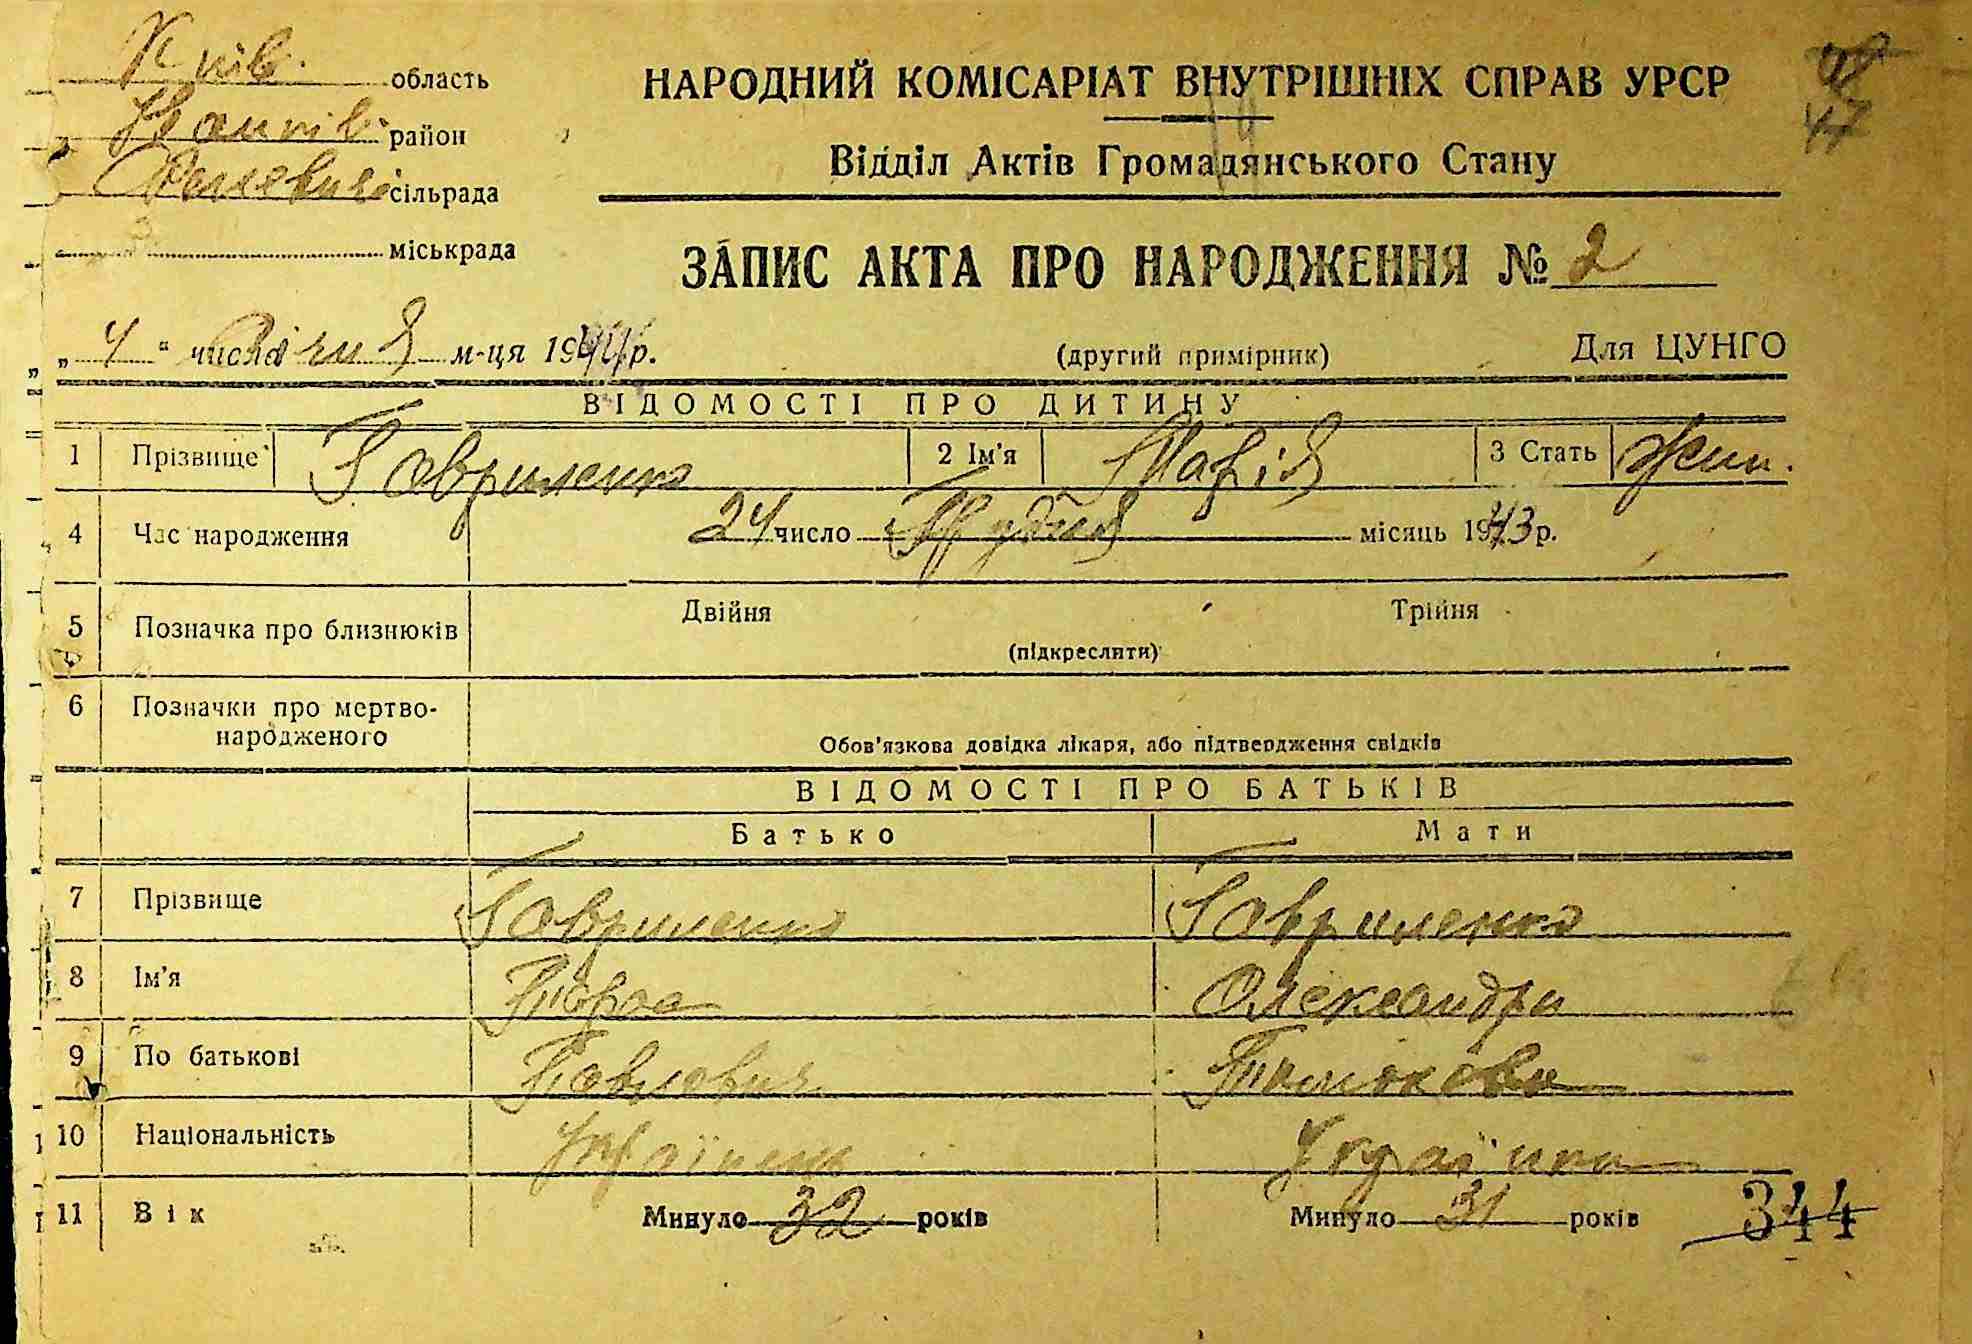 Київ. область
район
сільрада
міськрада
НАРОДНИЙ КОМІСАРІАТ ВНУТРІШНІХ СПРАВ УРСР
Відділ Актів Громадянського Стану
ЗАПИС АКТА ПРО НАРОДЖЕННЯ № 2
47
„ 4 " числа Січня м-ця 1944 р.
(другий примірник)
Для ЦУНГО
ВІДОМОСТІ ПРО ДИТИНУ
1 Прізвище Гавриленко 2 Ім'я Марія 3 Стать Жін.
4 Час народження 24 число Грудня місяць 1943 р.
5 Позначка про близнюків Двійня Трійня
(підкреслити)
6 Позначки про мертво-
народженого
Обов'язкова довідка лікаря, або підтвердження свідків
ВІДОМОСТІ ПРО БАТЬКІВ
Батько Мати
7 Прізвище Гавриленко Гавриленко
8 Ім'я Тарас Олександра
9 По батькові Павлович
10 Національність Українець Українка
11 Вік Минуло 32 років Минуло 31 років
344